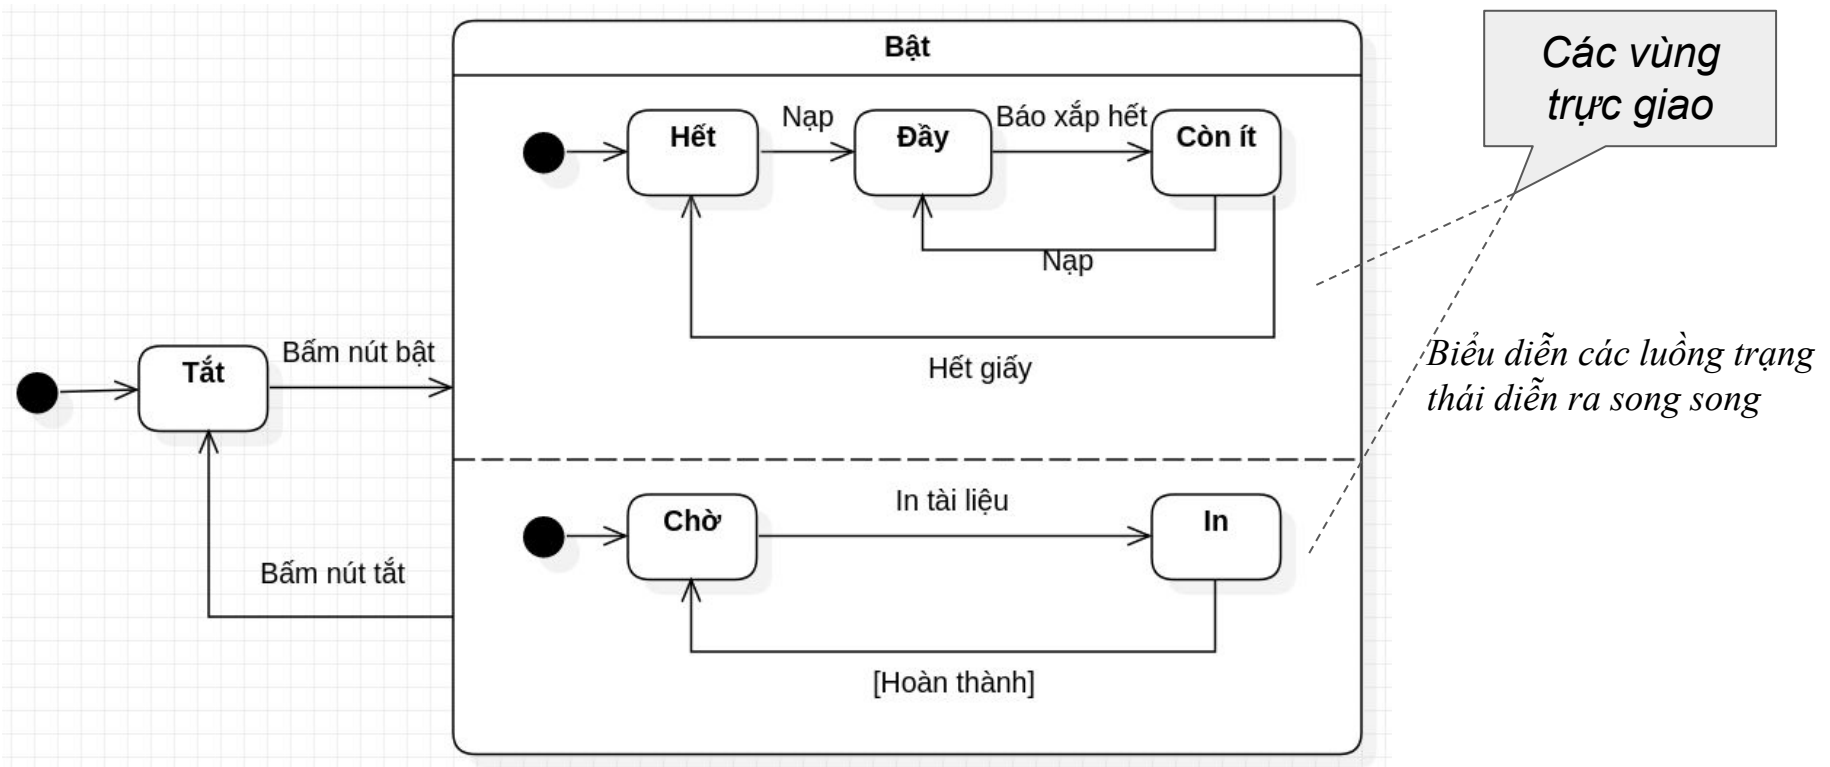 Bật
Các vùng
trực giao
Nạp
Báo xắp hết
Hết
Đầy
Còn ít
Nạp
Hết giấy
Bấm nút bật
Tắt
Biểu diễn các luồng trạng
thái diễn ra song song
In tài liệu
Chờ
In
Bấm nút tắt
[Hoàn thành]